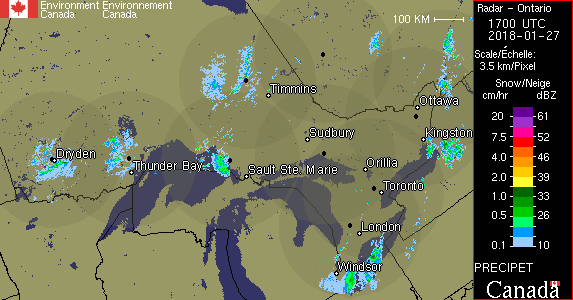 Environment Environnement
Canada Canada
100 KM
Timmins
Ottawa
Sudbury
Kingston
Dryden
Thunder Bay
Sault Ste. Marie
Orillia
Toronto
London
Windsor
Radar - Ontario
1700 UTC
2018-01-27
Scale/Échelle:
3.5 km/Pixel
Snow/Neige
cm/hr dBZ
20 61
7.5 52
4.0 46
2.0 39
1.0 33
0.5 26
0.1 10
PRECIPET
Canada